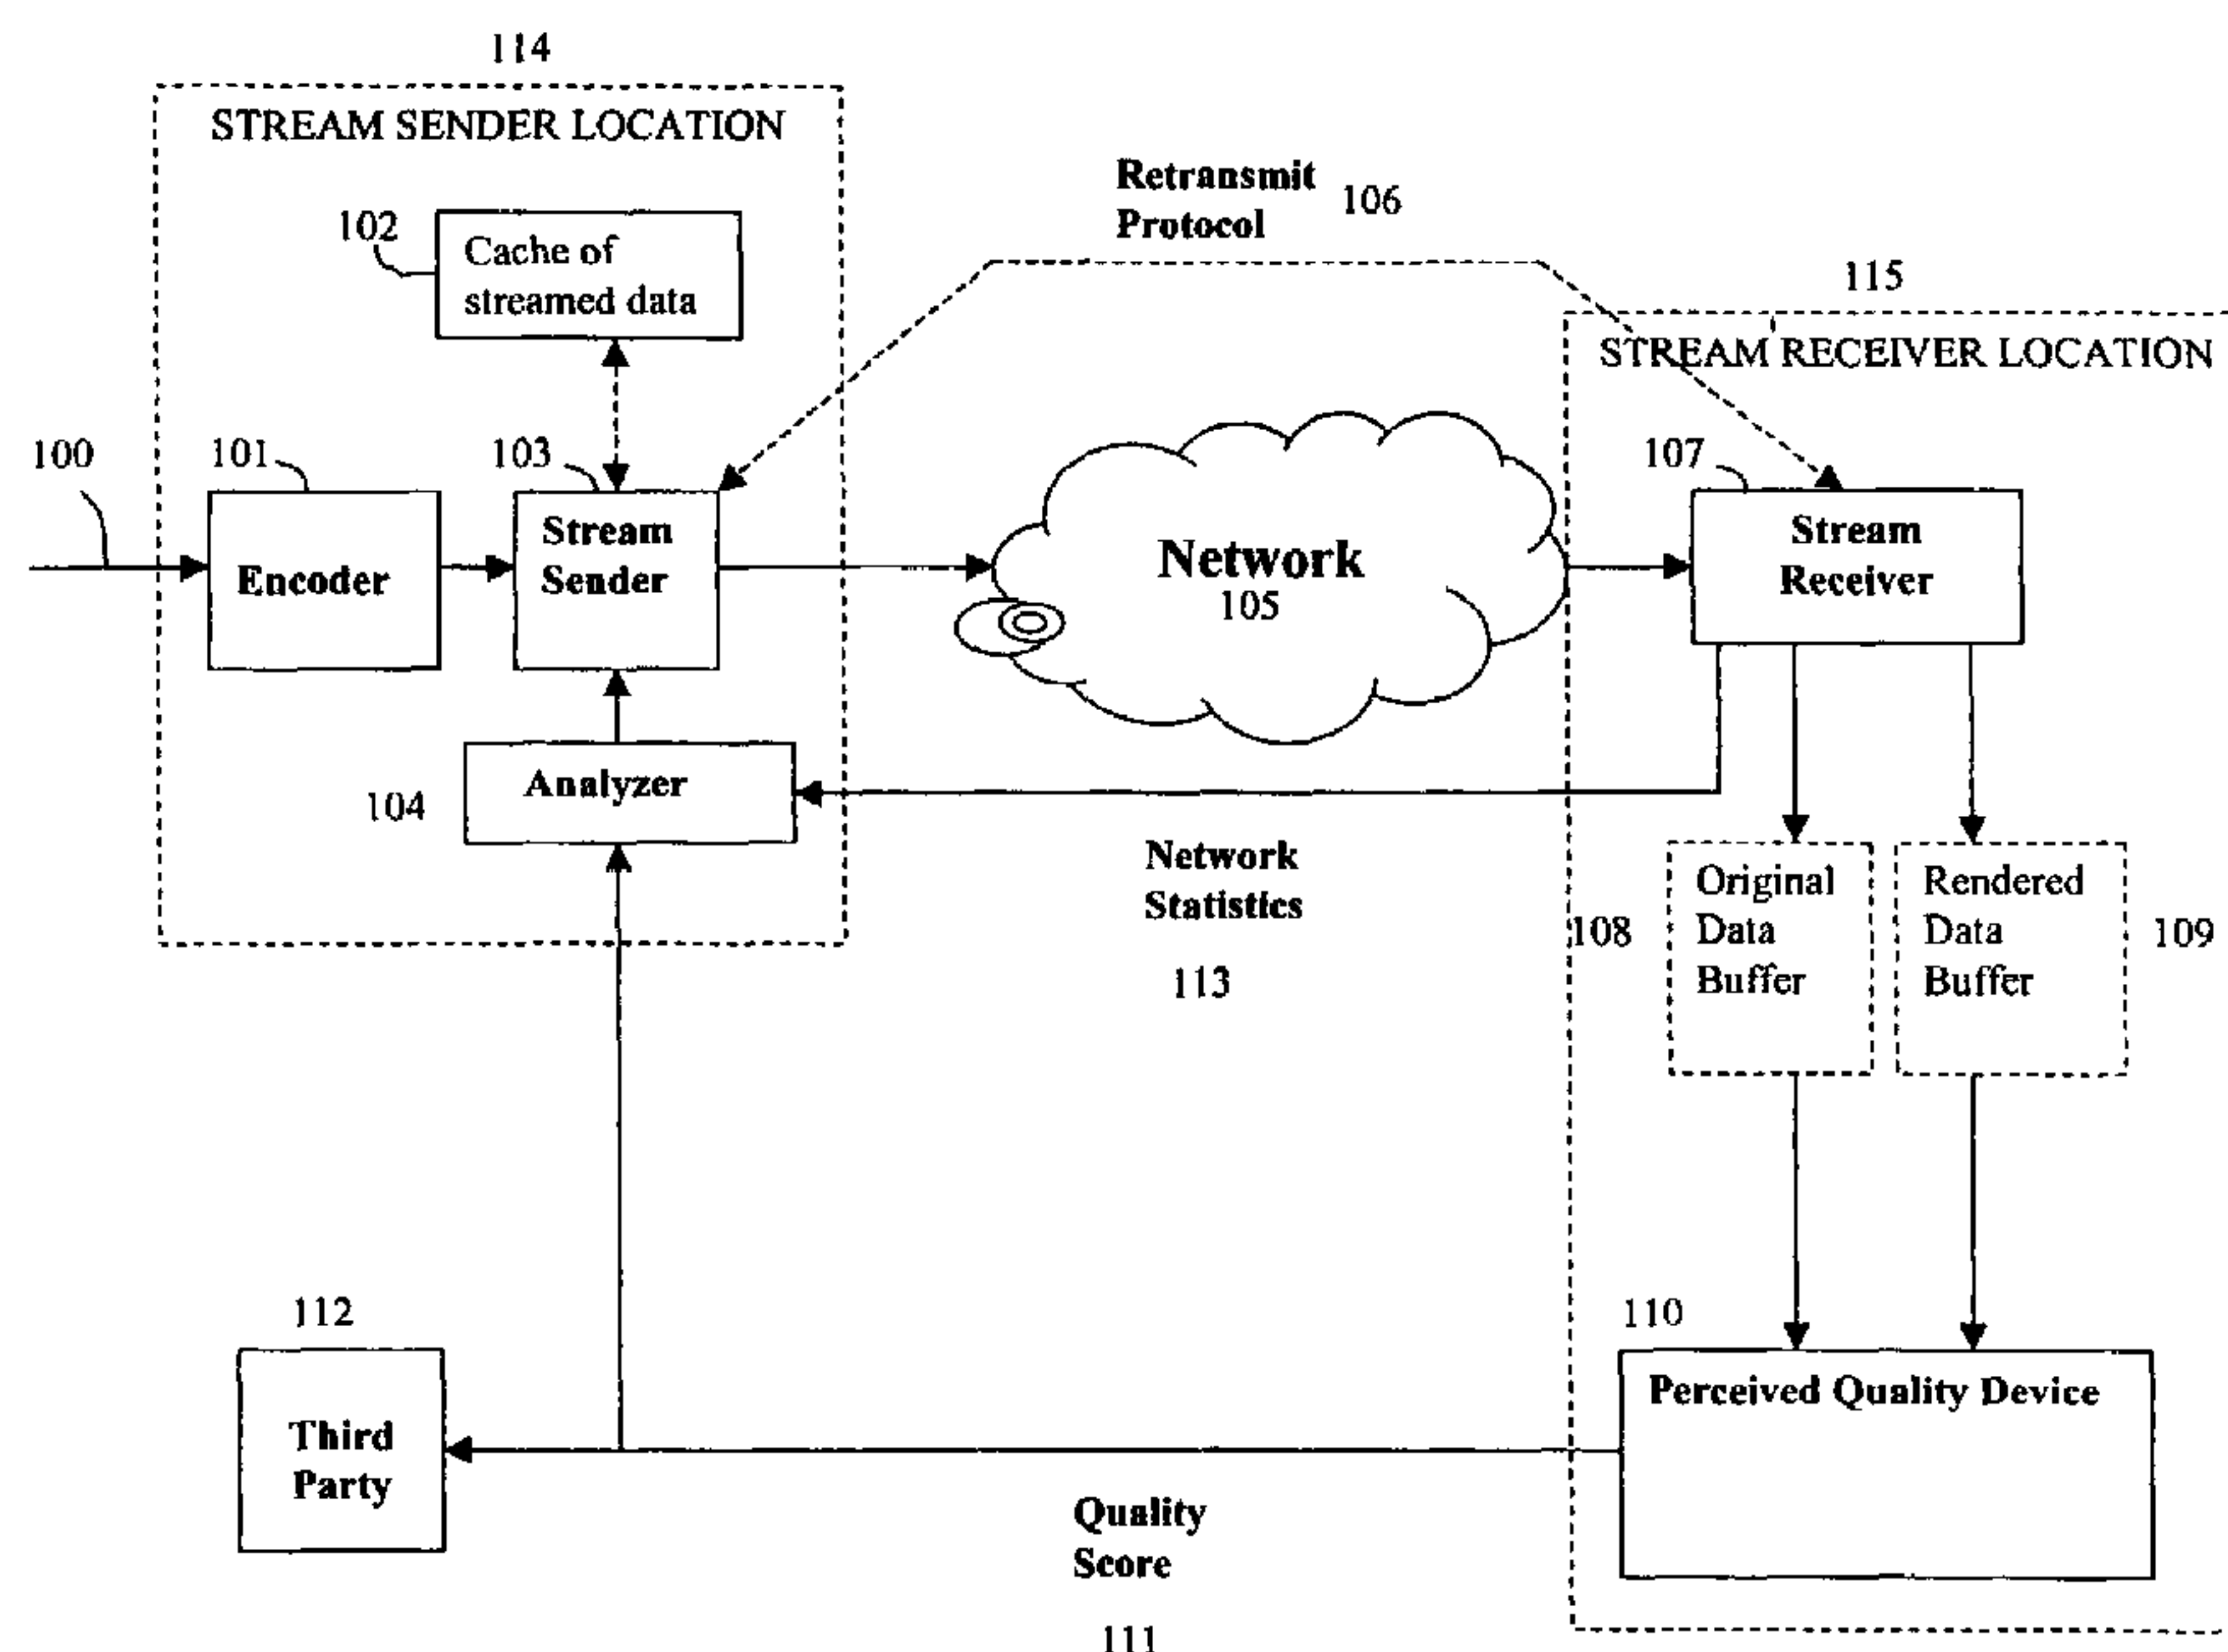 114
STREAM SENDER LOCATION
Retransmit
Protocol
106
102
Cache of
streamed data
115
STREAM RECEIVER LOCATION
100
101
103
107
Encoder
Stream
Sender
Network
105
Stream
Receiver
104
Analyzer
Network
Statistics
113
108
Original
Data
Buffer
Rendered
Data
Buffer
109
112
Third
Party
110
Perceived Quality Device
Quality
Score
111